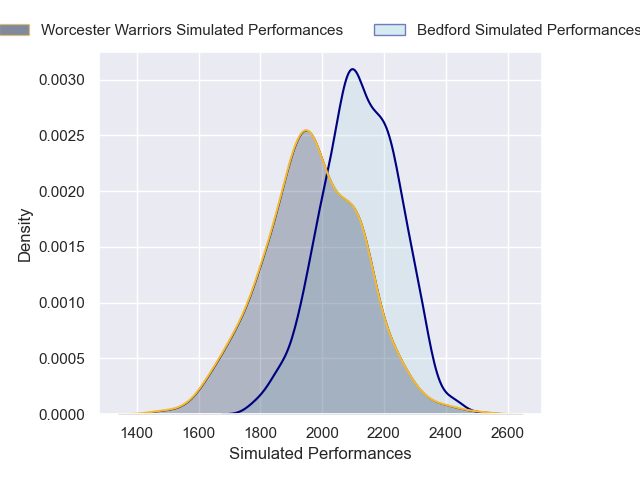 Worcester Warriors Simulated Performances
Bedford Simulated Performances
0.0030
0.0025
0.0020
0.0015
0.0010
0.0005
0.0000
Density
1400 1600 1800 2000 2200 2400 2600
Simulated Performances